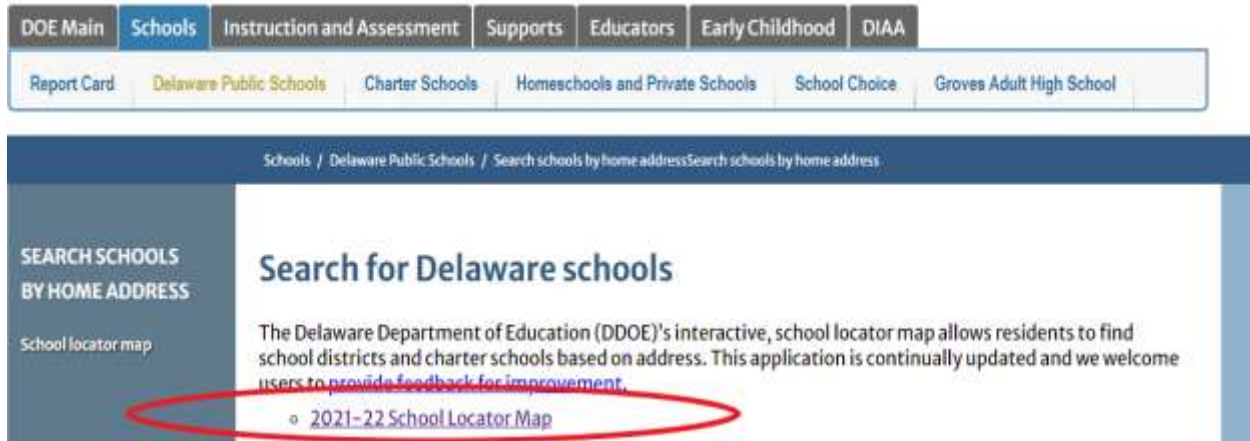 DOE Main Schools Instruction and Assessment Supports Educators Early Childhood DIAA
Report Card Delaware Public Schools Charter Schools Homeschools and Private Schools School Choice Groves Adult High School
Schools / Delaware Public Schools / Search schools by home addressSearch schools by home address
SEARCH SCHOOLS
BY HOME ADDRESS
School locator map
Search for Delaware schools
The Delaware Department of Education (DDOE)'s interactive, school locator map allows residents to find
school districts and charter schools based on address. This application is continually updated and we welcome
users to provide feedback for improvement.
2021-22 School Locator Map